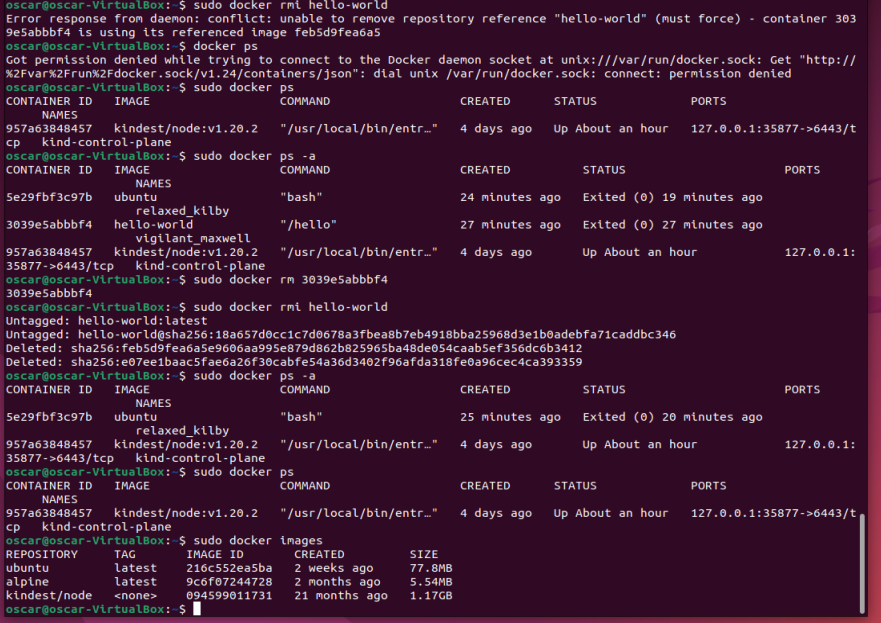 oscar@oscar-VirtualBox:~$ sudo docker rmi hello-world
Error response from daemon: conflict: unable to remove repository reference "hello-world" (must force) - container 303
9e5abbbf4 is using its referenced image feb5d9fea6a5
oscar@oscar-VirtualBox:~$ docker ps
Got permission denied while trying to connect to the Docker daemon socket at unix:///var/run/docker.sock: Get "http://
%2Fvar%2Frun%2Fdocker.sock/v1.24/containers/json": dial unix /var/run/docker.sock: connect: permission denied
oscar@oscar-VirtualBox:~$ sudo docker ps
CONTAINER ID   IMAGE                  COMMAND                  CREATED      STATUS             PORTS
     NAMES
957a63848457   kindest/node:v1.20.2   "/usr/local/bin/entr…"   4 days ago   Up About an hour   127.0.0.1:35877->6443/t
cp   kind-control-plane
oscar@oscar-VirtualBox:~$ sudo docker ps -a
CONTAINER ID   IMAGE                  COMMAND                  CREATED          STATUS                      PORTS
                  NAMES
5e29fbf3c97b   ubuntu                 "bash"                   24 minutes ago   Exited (0) 19 minutes ago
                  relaxed_kilby
3039e5abbbf4   hello-world            "/hello"                 27 minutes ago   Exited (0) 27 minutes ago
                  vigilant_maxwell
957a63848457   kindest/node:v1.20.2   "/usr/local/bin/entr…"   4 days ago       Up About an hour            127.0.0.1:
35877->6443/tcp   kind-control-plane
oscar@oscar-VirtualBox:~$ sudo docker rm 3039e5abbbf4
3039e5abbbf4
oscar@oscar-VirtualBox:~$ sudo docker rmi hello-world
Untagged: hello-world:latest
Untagged: hello-world@sha256:18a657d0cc1c7d0678a3fbea8b7eb4918bba25968d3e1b0adebfa71caddbc346
Deleted: sha256:feb5d9fea6a5e9606aa995e879d862b825965ba48de054caab5ef356dc6b3412
Deleted: sha256:e07ee1baac5fae6a26f30cabfe54a36d3402f96afda318fe0a96cec4ca393359
oscar@oscar-VirtualBox:~$ sudo docker ps -a
CONTAINER ID   IMAGE                  COMMAND                  CREATED          STATUS                      PORTS
                  NAMES
5e29fbf3c97b   ubuntu                 "bash"                   25 minutes ago   Exited (0) 20 minutes ago
                  relaxed_kilby
957a63848457   kindest/node:v1.20.2   "/usr/local/bin/entr…"   4 days ago       Up About an hour            127.0.0.1:
35877->6443/tcp   kind-control-plane
oscar@oscar-VirtualBox:~$ sudo docker ps
CONTAINER ID   IMAGE                  COMMAND                  CREATED      STATUS             PORTS
     NAMES
957a63848457   kindest/node:v1.20.2   "/usr/local/bin/entr…"   4 days ago   Up About an hour   127.0.0.1:35877->6443/t
cp   kind-control-plane
oscar@oscar-VirtualBox:~$ sudo docker images
REPOSITORY     TAG       IMAGE ID       CREATED         SIZE
ubuntu         latest    216c552ea5ba   2 weeks ago     77.8MB
alpine         latest    9c6f07244728   2 months ago    5.54MB
kindest/node   <none>    094599011731   21 months ago   1.17GB
oscar@oscar-VirtualBox:~$